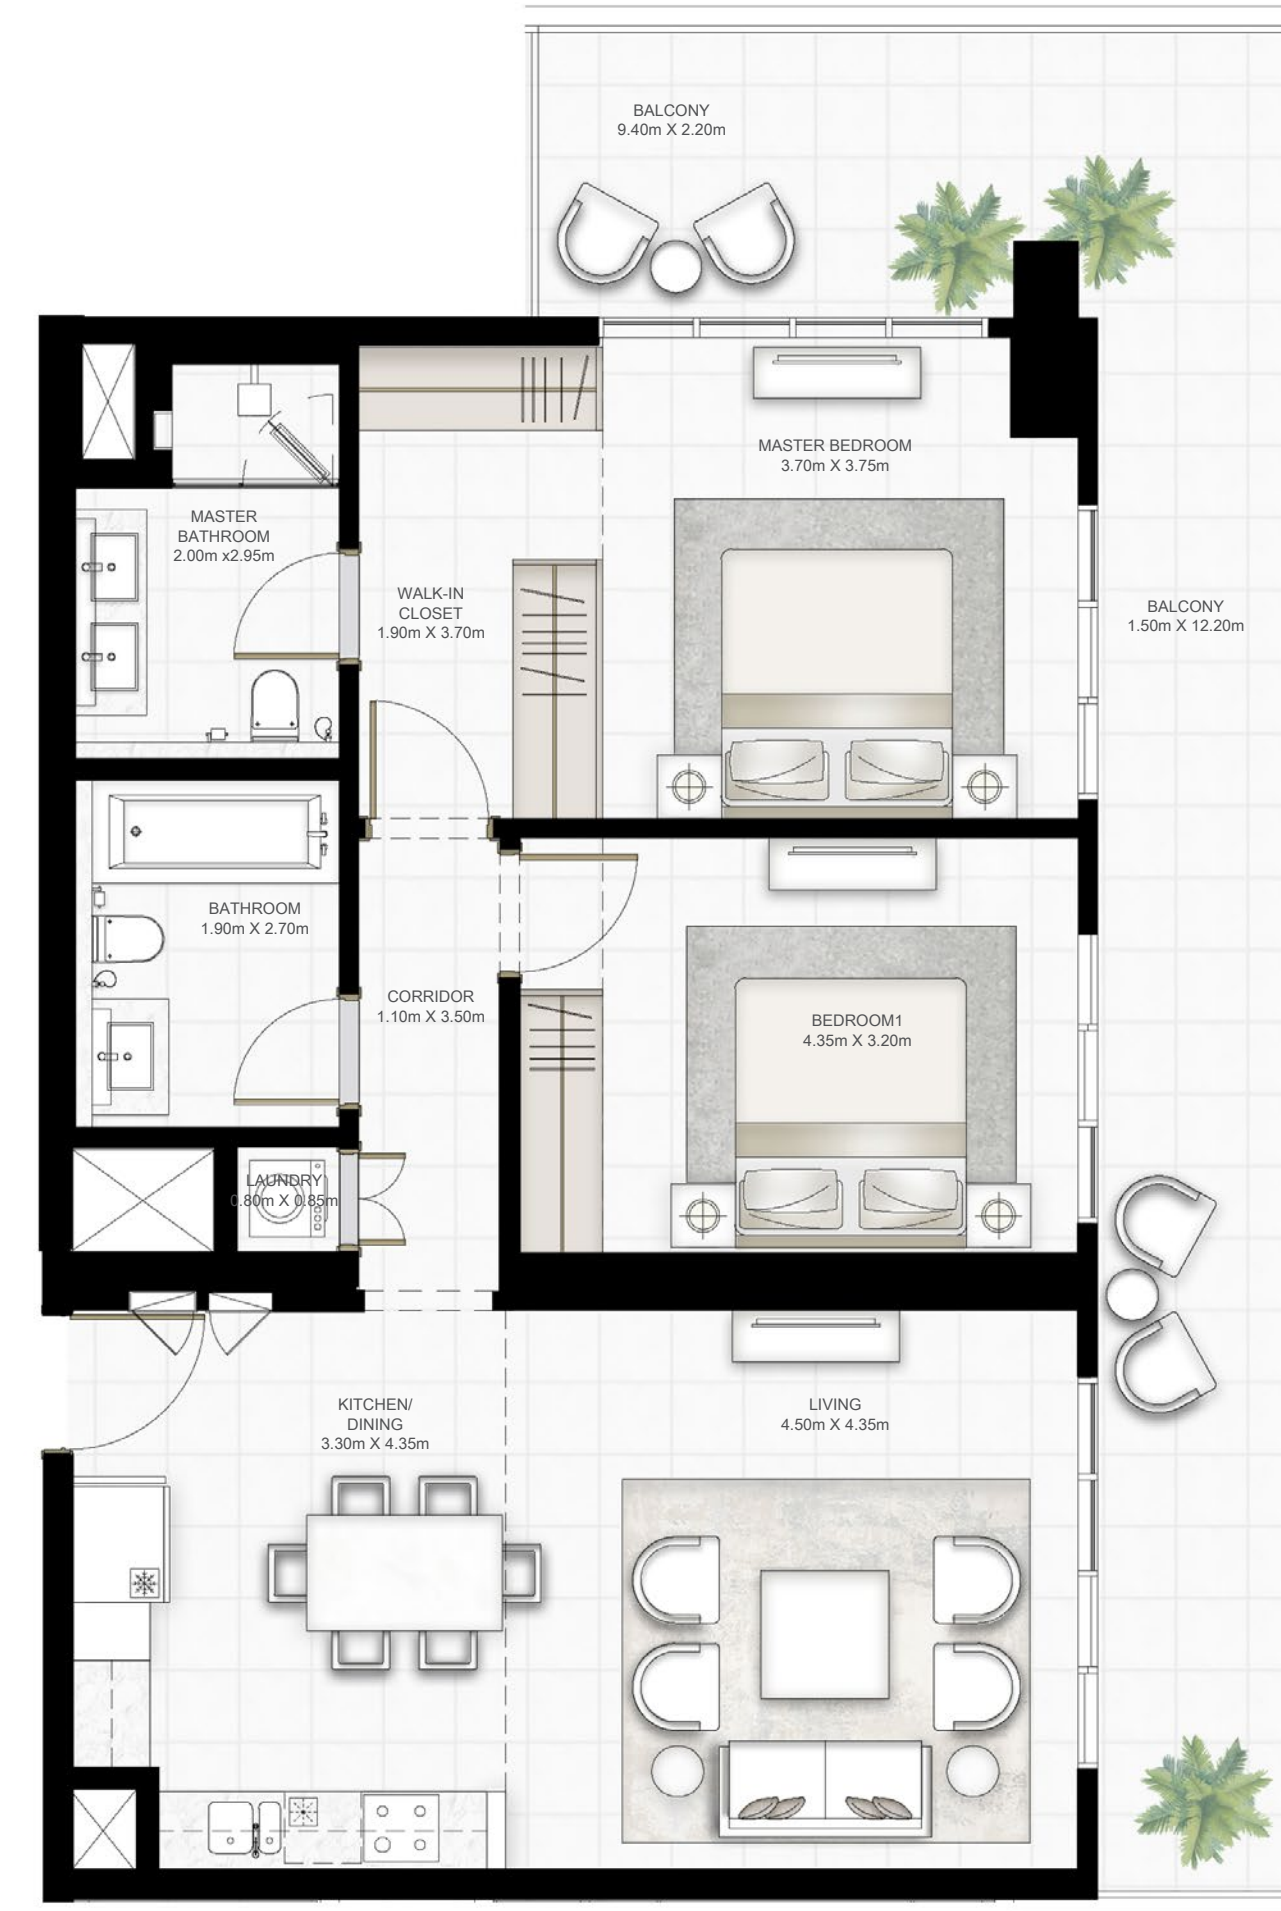 BALCONY
9.40m X 2.20m
MASTER BEDROOM
3.70m X 3.75m
MASTER
BATHROOM
2.00m x2.95m
WALK-IN
CLOSET
1.90m X 3.70m
BALCONY
1.50m X 12.20m
BATHROOM
1.90m X 2.70m
CORRIDOR
1.10m X 3.50m
BEDROOM1
4.35m X 3.20m
LAUNDRY
0.80m X 0.85m
KITCHEN/
DINING
3.30m X 4.35m
LIVING
4.50m X 4.35m